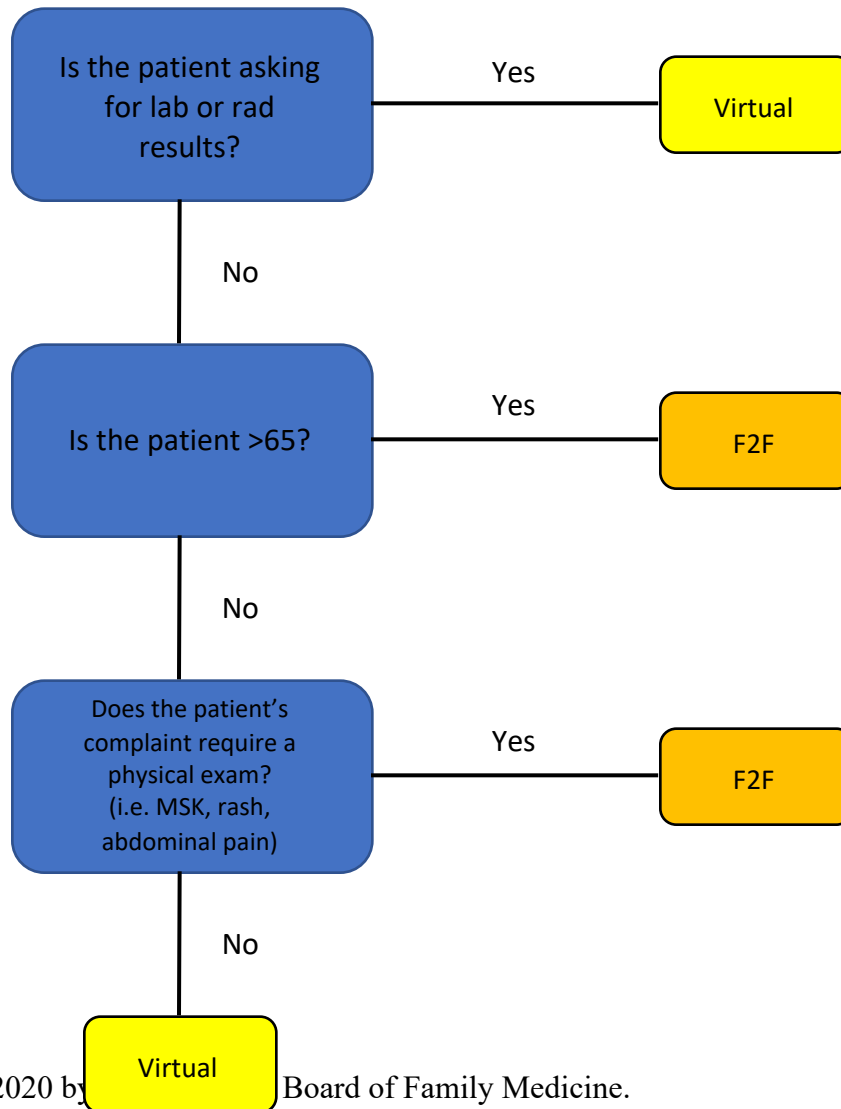 Is the patient asking
for lab or rad
results?
Yes
Virtual
No
Is the patient >65?
Yes
F2F
No
Does the patient’s
complaint require a
physical exam?
(i.e. MSK, rash,
abdominal pain)
Yes
F2F
No
Virtual
2020 by
Board of Family Medicine.